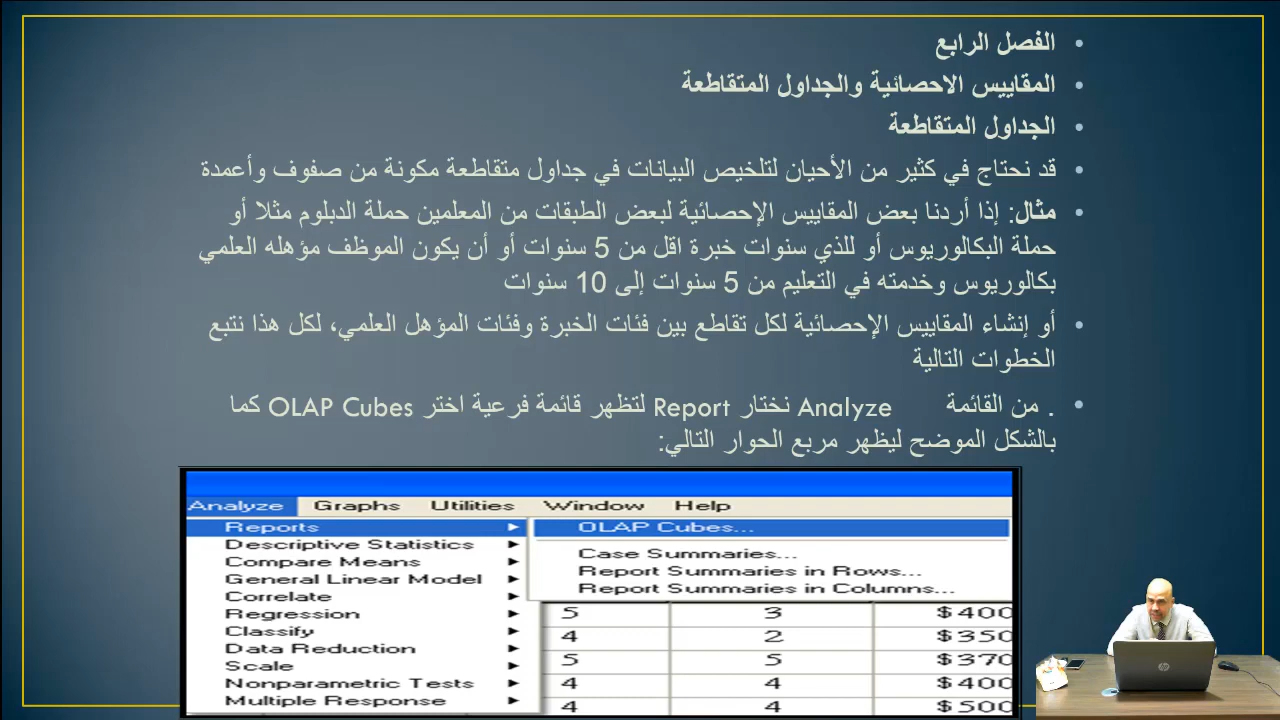 الفصل الرابع
المقاييس الاحصائية والجداول المتقاطعة
الجداول المتقاطعة
قد نحتاج في كثير من الأحيان لتلخيص البيانات في جداول متقاطعة مكونة من صفوف وأعمدة
مثال: إذا أردنا بعض المقاييس الإحصائية لبعض الطبقات من المعلمين حملة الدبلوم مثلا أو
حملة البكالوريوس أو للذي سنوات خبرة اقل من 5 سنوات أو أن يكون الموظف مؤهله العلمي
بكالوريوس وخدمته في التعليم من 5 سنوات إلى 10 سنوات
أو إنشاء المقاييس الإحصائية لكل تقاطع بين فئات الخبرة وفئات المؤهل العلمي، لكل هذا نتبع
الخطوات التالية
. من القائمة Analyze نختار Report لتظهر قائمة فرعية اختر OLAP Cubes كما
بالشكل الموضح ليظهر مربع الحوار التالي:
Analyze Graphs Utilities Window Help
Reports
Descriptive Statistics
Compare Means
General Linear Model
Correlate
Regression
Classify
Data Reduction
Scale
Nonparametric Tests
Multiple Response
OLAP Cubes...
Case Summaries...
Report Summaries in Rows...
Report Summaries in Columns...
5 3 $400
4 2 $350
5 5 $370
4 4 $400
4 4 $500